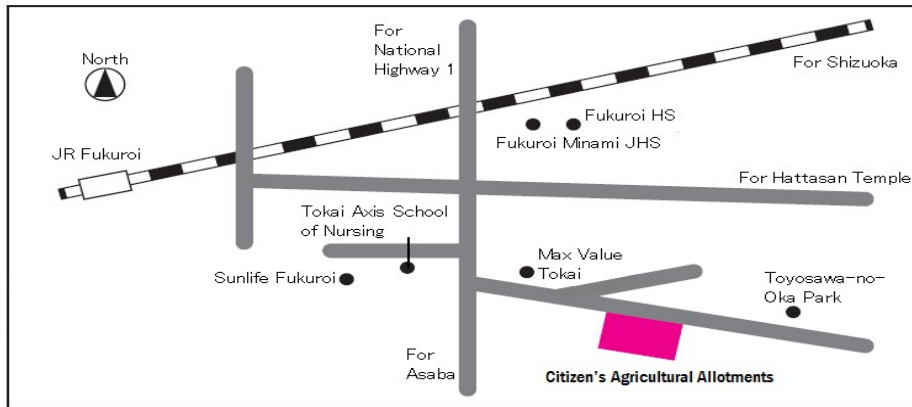 For
National
Highway 1
North
For Shizuoka
Fukuroi HS
Fukuroi Minami JHS
JR Fukuroi
For Hattasan Temple
Tokai Axis School
of Nursing
Max Value
Tokai
Sunlife Fukuroi
Toyosawa-no-
Oka Park
For
Asaba
Citizen's Agricultural Allotments